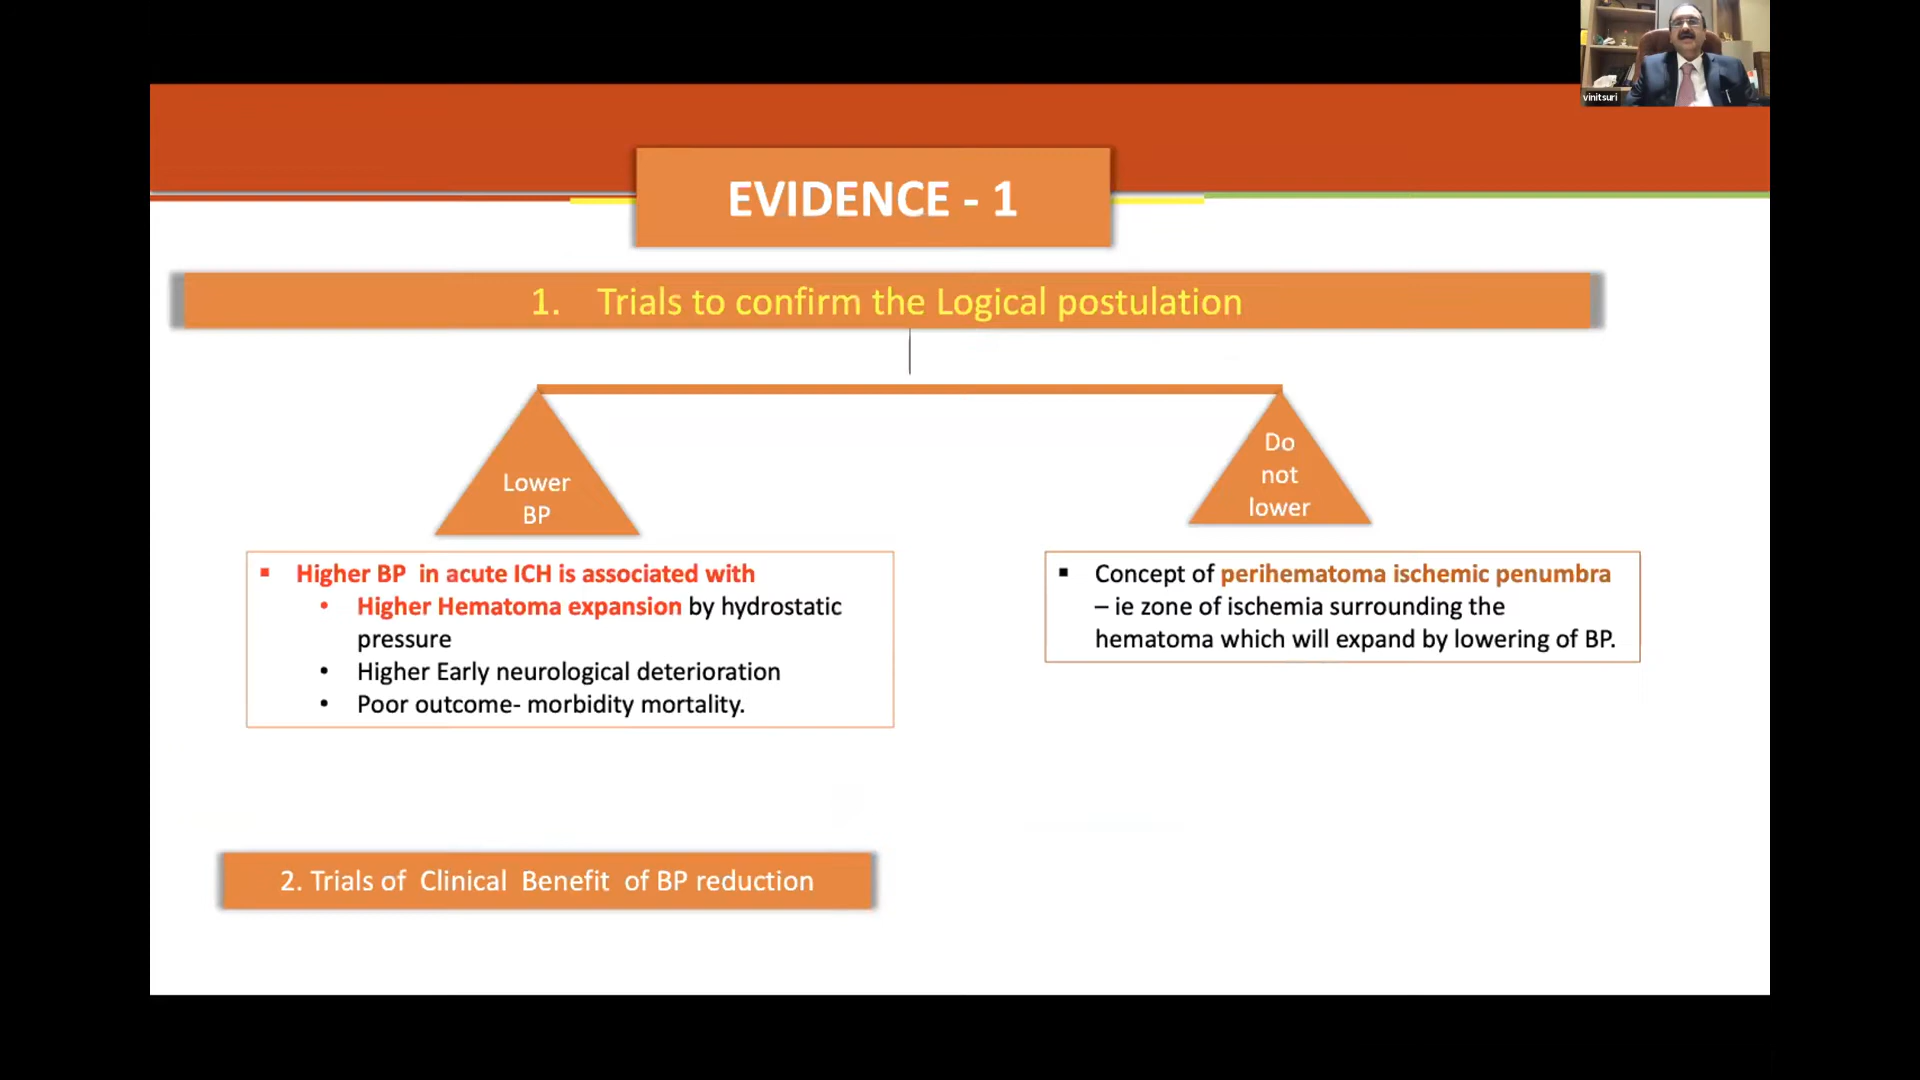 vinitsuri
EVIDENCE - 1
1. Trials to confirm the Logical postulation
Lower
BP
Do
not
lower
▪ Higher BP in acute ICH is associated with
• Higher Hematoma expansion by hydrostatic
pressure
• Higher Early neurological deterioration
• Poor outcome- morbidity mortality.
▪ Concept of perihematoma ischemic penumbra
– ie zone of ischemia surrounding the
hematoma which will expand by lowering of BP.
2. Trials of Clinical Benefit of BP reduction